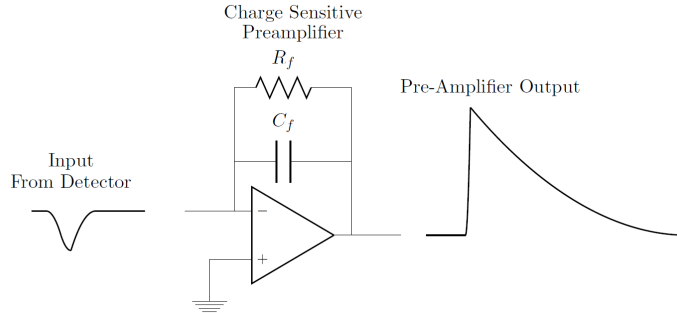 Charge Sensitive
Preamplifier
R_f
Pre-Amplifier Output
C_f
Input
From Detector
−
+